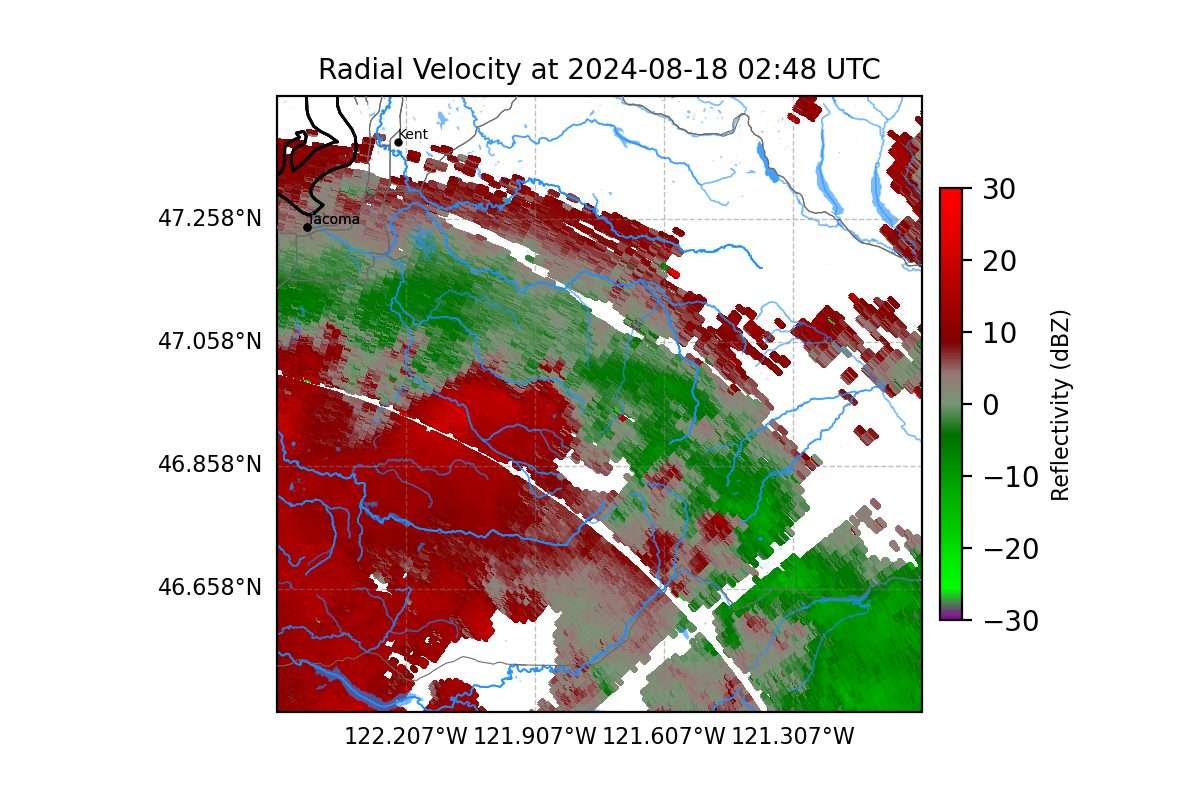 Radial Velocity at 2024-08-18 02:48 UTC
Kent
Tacoma
47.258°N
47.058°N
46.858°N
46.658°N
122.207°W 121.907°W 121.607°W 121.307°W
30
20
10
0
−10
−20
−30
Reflectivity (dBZ)